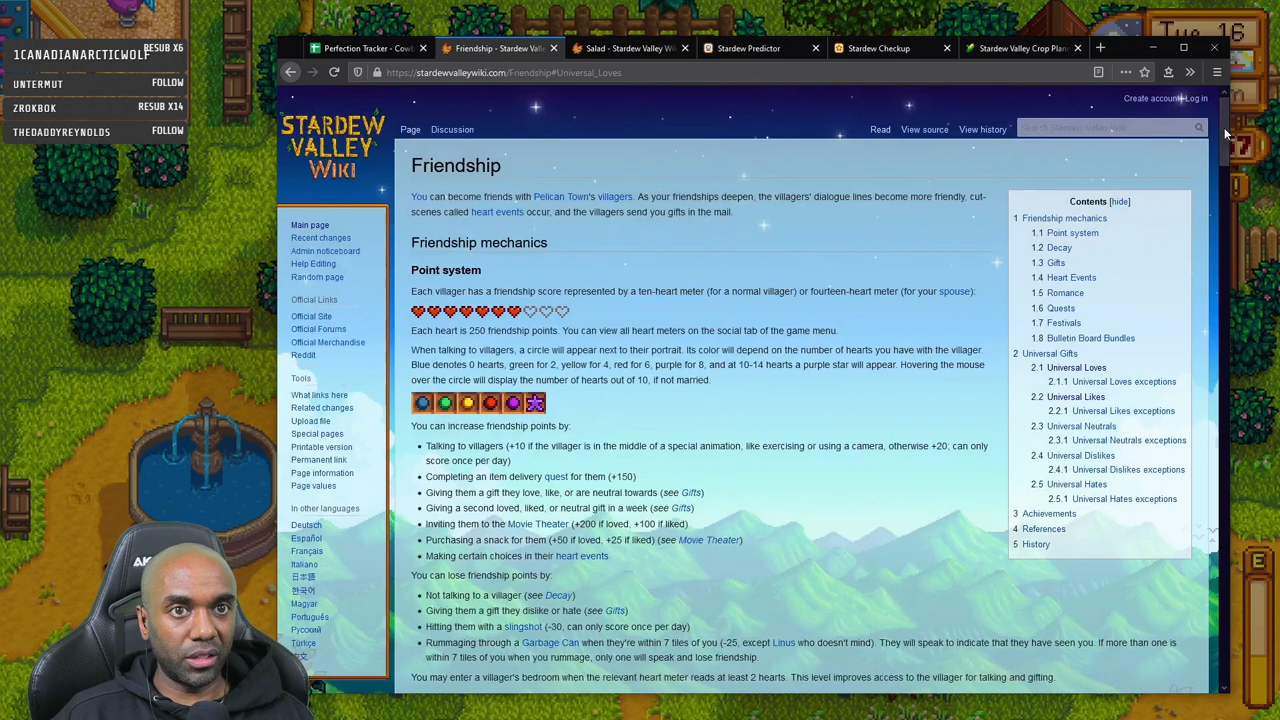 1CANADIANARCTICWOLF RESUB X6
UNTERMUT FOLLOW
ZROKBOK RESUB X14
THEDADDYREYNOLDS FOLLOW
Tue 16
Perfection Tracker - Cowb
Friendship - Stardew Valle
Salad - Stardew Valley Wi
Stardew Predictor
Stardew Checkup
Stardew Valley Crop Plan
https://stardewvalleywiki.com/Friendship#Universal_Loves
Create account Log in
STARDEW VALLEY WIKI
Page Discussion Read View source View history Search Stardew Valley Wiki
Main page
Recent changes
Admin noticeboard
Help Editing
Random page
Official Links
Official Site
Official Forums
Official Merchandise
Reddit
Tools
What links here
Related changes
Upload file
Special pages
Printable version
Permanent link
Page information
Page values
In other languages
Deutsch
Español
Français
Italiano
日本語
한국어
Magyar
Português
Русский
Türkçe
中文
Friendship
You can become friends with Pelican Town's villagers. As your friendships deepen, the villagers' dialogue lines become more friendly, cut-
scenes called heart events occur, and the villagers send you gifts in the mail.
Friendship mechanics
Point system
Each villager has a friendship score represented by a ten-heart meter (for a normal villager) or fourteen-heart meter (for your spouse):
Each heart is 250 friendship points. You can view all heart meters on the social tab of the game menu.
When talking to villagers, a circle will appear next to their portrait. Its color will depend on the number of hearts you have with the villager.
Blue denotes 0 hearts, green for 2, yellow for 4, red for 6, purple for 8, and at 10-14 hearts a purple star will appear. Hovering the mouse
over the circle will display the number of hearts out of 10, if not married.
You can increase friendship points by:
Talking to villagers (+10 if the villager is in the middle of a special animation, like exercising or using a camera, otherwise +20; can only
score once per day)
Completing an item delivery quest for them (+150)
Giving them a gift they love, like, or are neutral towards (see Gifts)
Giving a second loved, liked, or neutral gift in a week (see Gifts)
Inviting them to the Movie Theater (+200 if loved, +100 if liked)
Purchasing a snack for them (+50 if loved, +25 if liked) (see Movie Theater)
Making certain choices in their heart events
You can lose friendship points by:
Not talking to a villager (see Decay)
Giving them a gift they dislike or hate (see Gifts)
Hitting them with a slingshot (-30, can only score once per day)
Rummaging through a Garbage Can when they're within 7 tiles of you (-25, except Linus who doesn't mind). They will speak to indicate that they have seen you. If more than one is
within 7 tiles of you when you rummage, only one will speak and lose friendship.
You may enter a villager's bedroom when the relevant heart meter reads at least 2 hearts. This level improves access to the villager for talking and gifting.
Contents [hide]
1 Friendship mechanics
1.1 Point system
1.2 Decay
1.3 Gifts
1.4 Heart Events
1.5 Romance
1.6 Quests
1.7 Festivals
1.8 Bulletin Board Bundles
2 Universal Gifts
2.1 Universal Loves
2.1.1 Universal Loves exceptions
2.2 Universal Likes
2.2.1 Universal Likes exceptions
2.3 Universal Neutrals
2.3.1 Universal Neutrals exceptions
2.4 Universal Dislikes
2.4.1 Universal Dislikes exceptions
2.5 Universal Hates
2.5.1 Universal Hates exceptions
3 Achievements
4 References
5 History
E